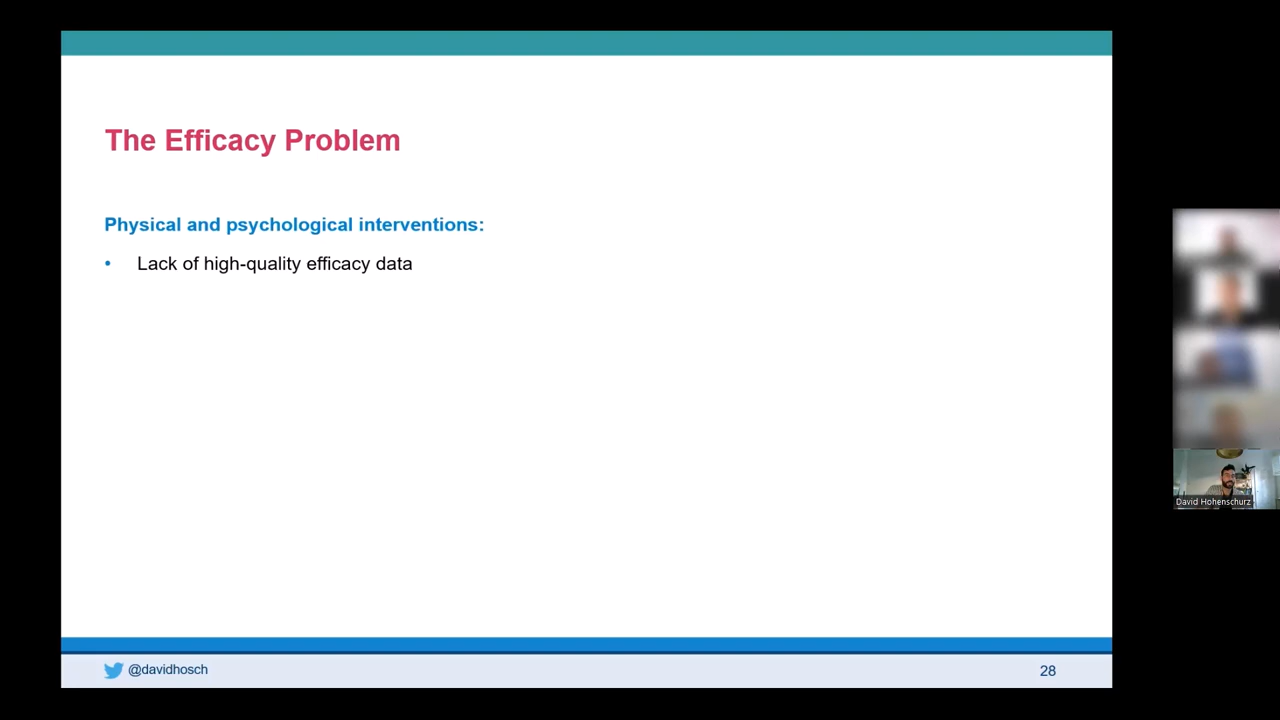 The Efficacy Problem
Physical and psychological interventions:
• Lack of high-quality efficacy data
David Hohenschurz
@davidhosch
28